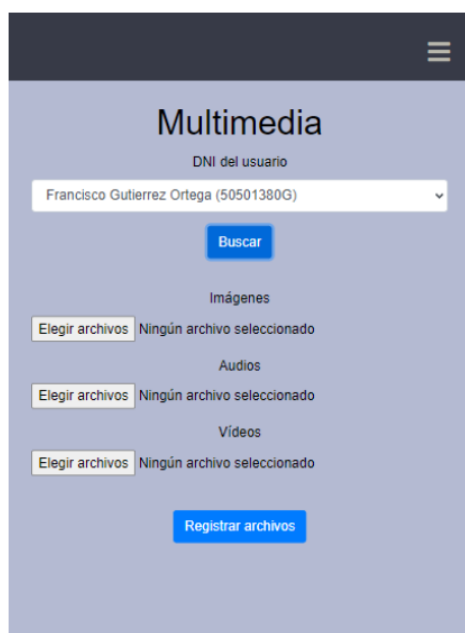 Multimedia
DNI del usuario
Francisco Gutierrez Ortega (50501380G)
Buscar
Imágenes
Elegir archivos Ningún archivo seleccionado
Audios
Elegir archivos Ningún archivo seleccionado
Vídeos
Elegir archivos Ningún archivo seleccionado
Registrar archivos